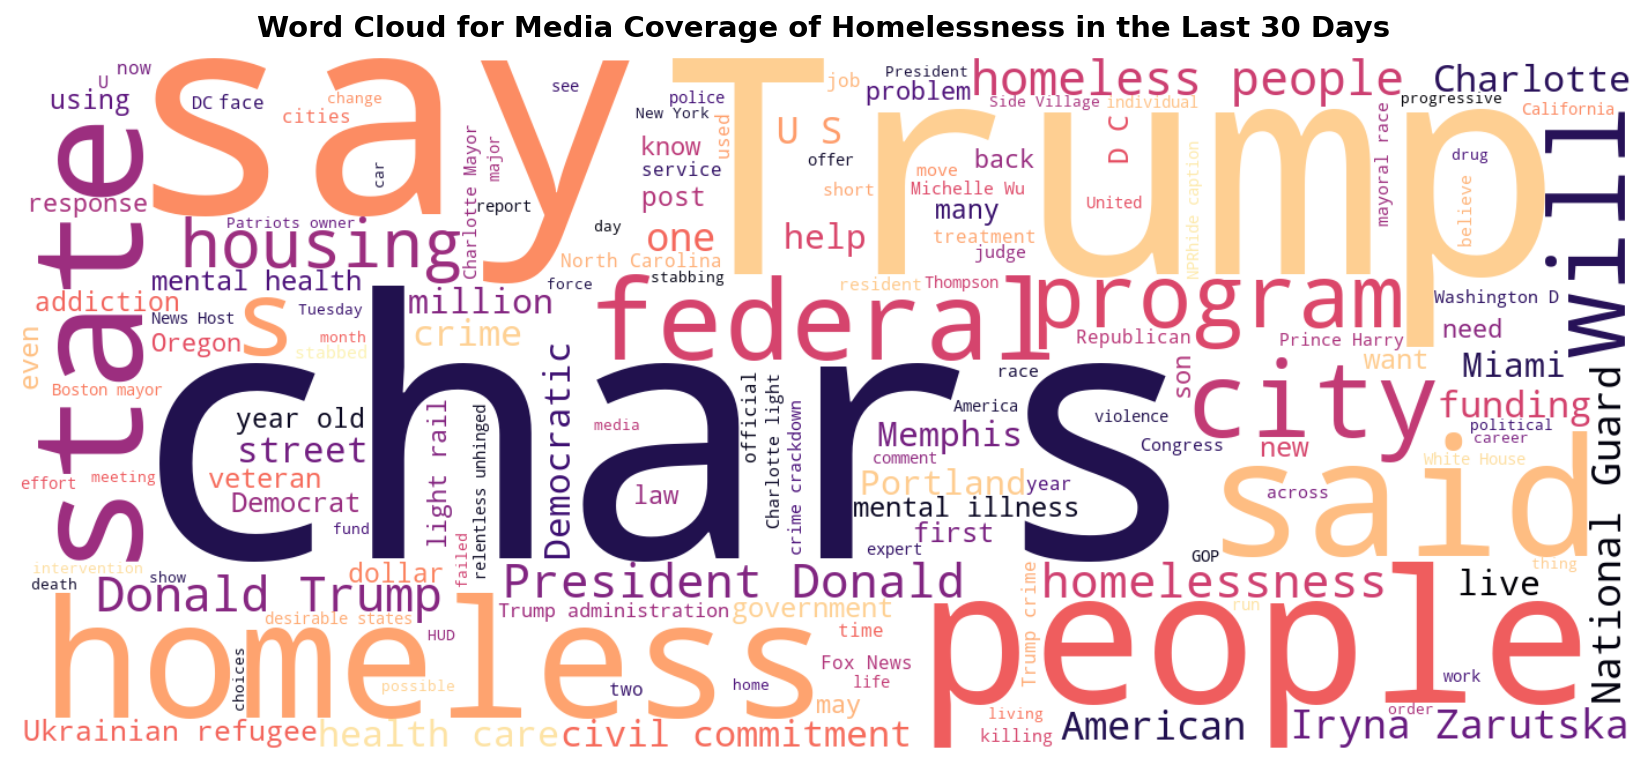 Word Cloud for Media Coverage of Homelessness in the Last 30 Days
say
Trump
chars
state
Will
people
homeless
said
federal
program
city
housing
homeless people
Charlotte
now
U
using
DC
face
change
cities
see
car
response
Patriots owner
Charlotte Mayor
major
report
police
New York
used
know
service
post
one
job
President
problem
Side Village
individual
U S
offer
short
move
back
Michelle Wu
many
help
treatment
judge
D C
United
NPRhide caption
progressive
California
mayoral race
drug
believe
mental health
addiction
million
North Carolina
day
force
stabbing
resident
Thompson
News Host
Tuesday
s
Oregon
month
stabbed
crime
even
Boston mayor
Washington D
Republican
Prince Harry
need
want
Miami
son
race
funding
year old
street
Democratic
light rail
relentless unhinged
media
official
Charlotte light
crime crackdown
America
violence
Memphis
comment
Congress
new
political
career
White House
National Guard
effort
meeting
veteran
Democrat
law
Portland
year
mental illness
first
across
fund
failed
expert
GOP
intervention
death
show
dollar
thing
Donald Trump
President Donald
homelessness
live
Trump administration
government
desirable states
HUD
time
Trump crime
run
Fox News
life
choices
possible
two
home
may
work
order
Ukrainian refugee
health care
civil commitment
living
killing
American
Iryna Zarutska